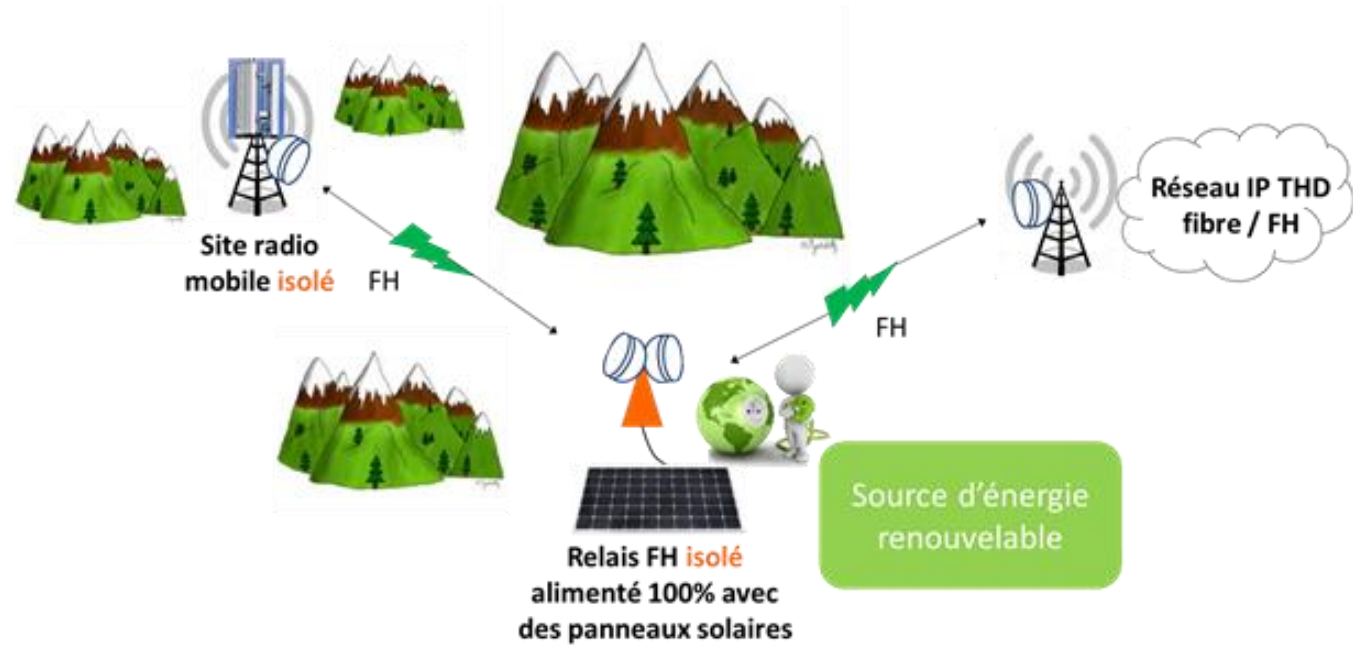 Site radio
mobile isolé
FH
Réseau IP THD
fibre / FH
FH
Source d'énergie
renouvelable
Relais FH isolé
alimenté 100% avec
des panneaux solaires